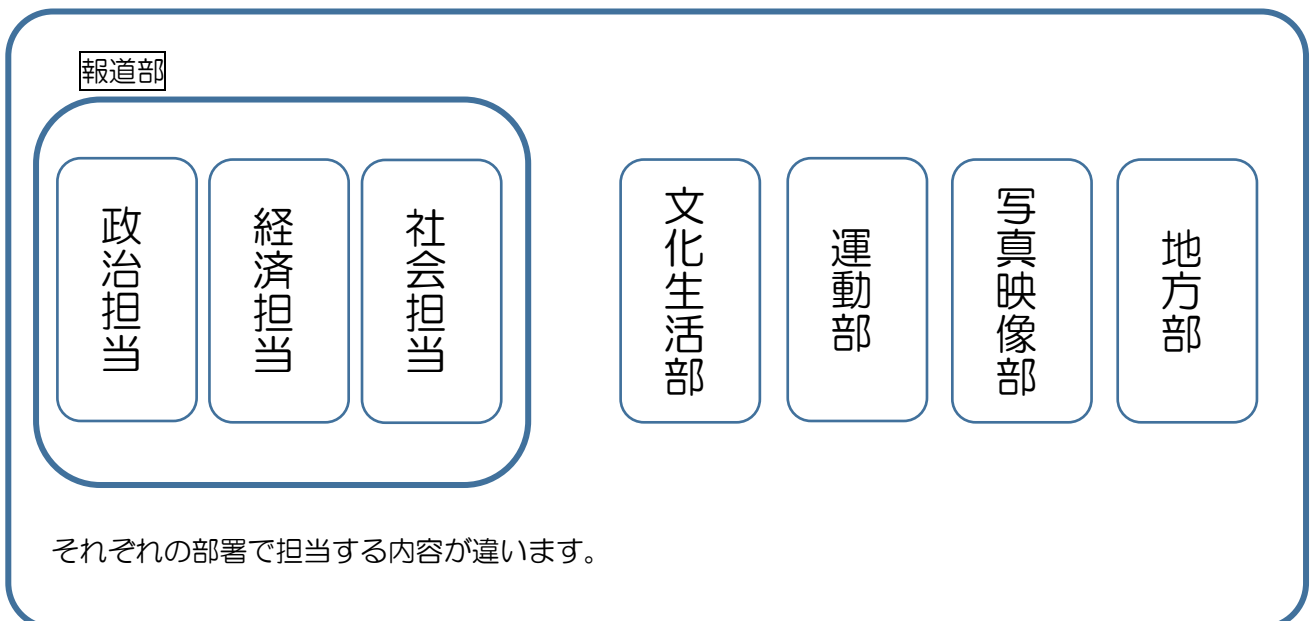 報道部
政治担当
経済担当
社会担当
文化生活部
運動部
写真映像部
地方部
それぞれの部署で担当する内容が違います。